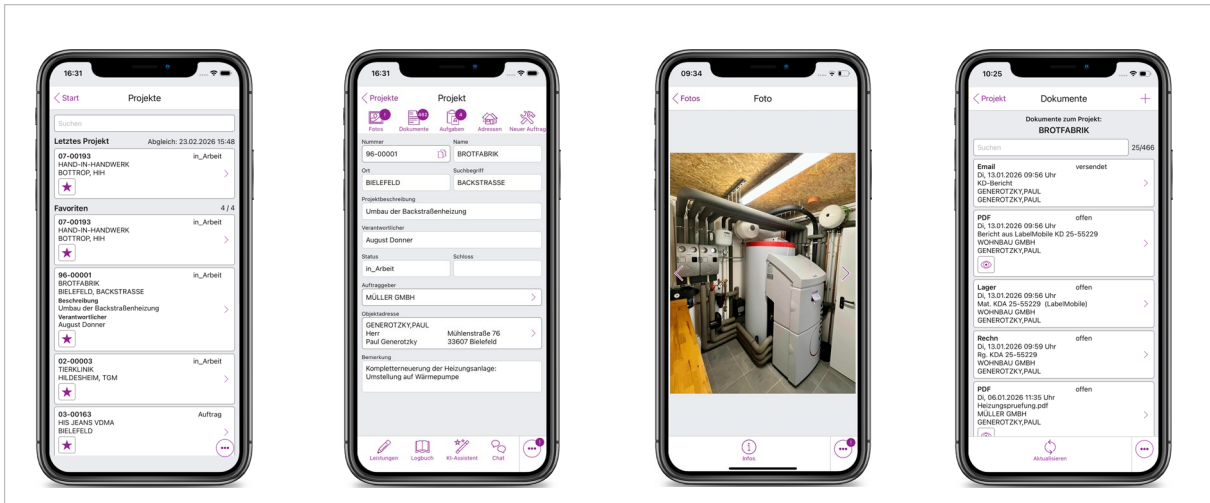 16:31
Start
Projekte
Suchen
Letztes Projekt Abgleich: 23.02.2026 15:48
07-00193 in_Arbeit
HAND-IN-HANDWERK
BOTTROP, HIH
Favoriten 4 / 4
07-00193 in_Arbeit
HAND-IN-HANDWERK
BOTTROP, HIH
96-00001 in_Arbeit
BROTFABRIK
BIELEFELD, BACKSTRASSE
Beschreibung
Umbau der Backstraßenheizung
Verantwortlicher
August Donner
02-00003 in_Arbeit
TIERKLINIK
HILDESHEIM, TGM
03-00163 Auftrag
HIS JEANS VDMA
BIELEFELD
16:31
Projekte
Projekt
1 482 4
Fotos Dokumente Aufgaben Adressen Neuer Auftrag
Nummer Name
96-00001 BROTFABRIK
Ort Suchbegriff
BIELEFELD BACKSTRASSE
Projektbeschreibung
Umbau der Backstraßenheizung
Verantwortlicher
August Donner
Status Schloss
in_Arbeit
Auftraggeber
MÜLLER GMBH
Objektadresse
GENEROTZKY,PAUL
Herr Mühlenstraße 76
Paul Generotzky 33607 Bielefeld
Bemerkung
Kompletterneuerung der Heizungsanlage:
Umstellung auf Wärmepumpe
Leistungen Logbuch KI-Assistent Chat
1
09:34
Fotos
Foto
Infos
1
10:25
Projekt
Dokumente
Dokumente zum Projekt:
BROTFABRIK
Suchen 25/466
Email versendet
Di, 13.01.2026 09:56 Uhr
KD-Bericht
GENEROTZKY,PAUL
GENEROTZKY,PAUL
PDF offen
Di, 13.01.2026 09:56 Uhr
Bericht aus LabelMobile KD 25-55229
WOHNBAU GMBH
GENEROTZKY,PAUL
Lager offen
Di, 13.01.2026 09:56 Uhr
Mat. KDA 25-55229 (LabelMobile)
WOHNBAU GMBH
GENEROTZKY,PAUL
Rechn offen
Di, 13.01.2026 09:59 Uhr
Rg. KDA 25-55229
WOHNBAU GMBH
GENEROTZKY,PAUL
PDF offen
Di, 06.01.2026 11:35 Uhr
Heizungspruefung.pdf
MÜLLER GMBH
GENEROTZKY,PAUL
Aktualisieren